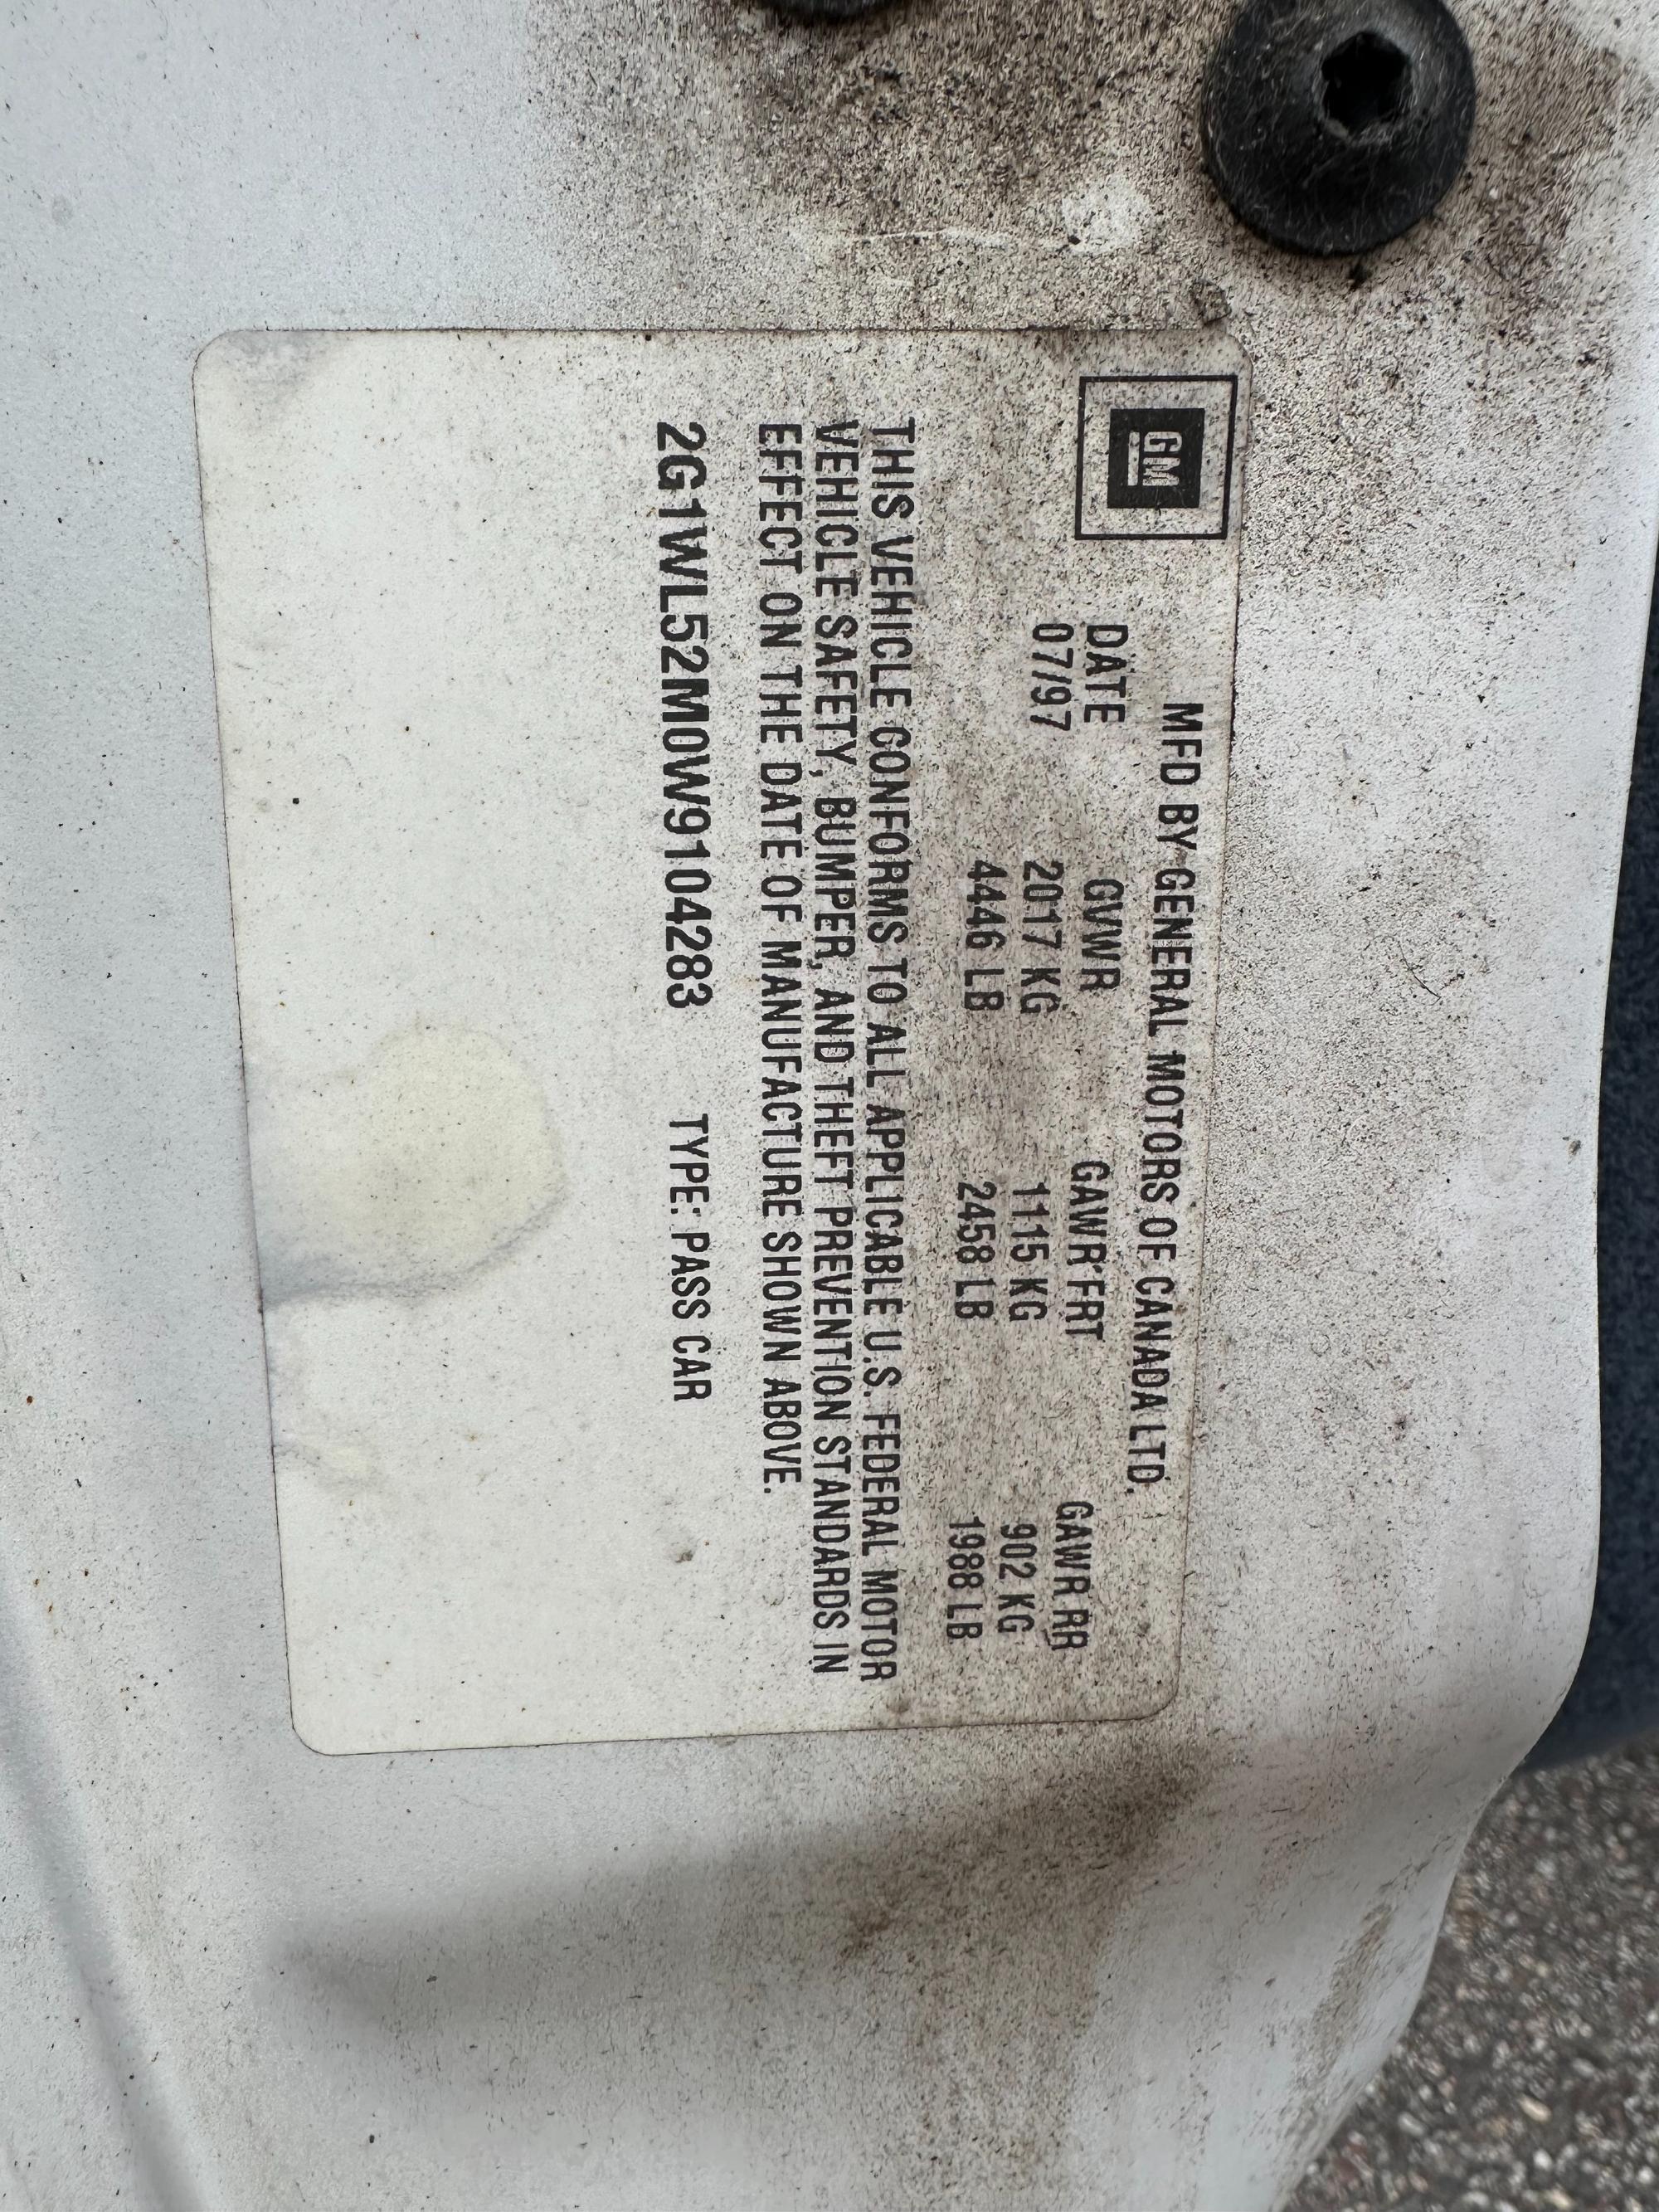 GM
MFD BY GENERAL MOTORS OF CANADA LTD.
DATE GVWR GAWR FRT GAWR RR
07/97 2017 KG 1115 KG 902 KG
4446 LB 2458 LB 1988 LB
THIS VEHICLE CONFORMS TO ALL APPLICABLE U.S. FEDERAL MOTOR
VEHICLE SAFETY, BUMPER, AND THEFT PREVENTION STANDARDS IN
EFFECT ON THE DATE OF MANUFACTURE SHOWN ABOVE.
2G1WL52M0W9104283 TYPE: PASS CAR